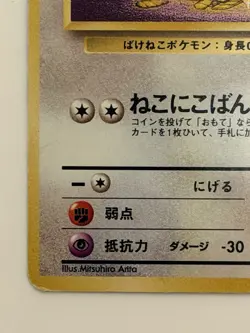 ばけねこポケモン：身長
ねこにこばん
コインを投げて「おもて」なら
カードを1枚ひいて、手札に加
ー にげる
弱点
抵抗力 ダメージ -30
Illus.Mitsuhiro Arita